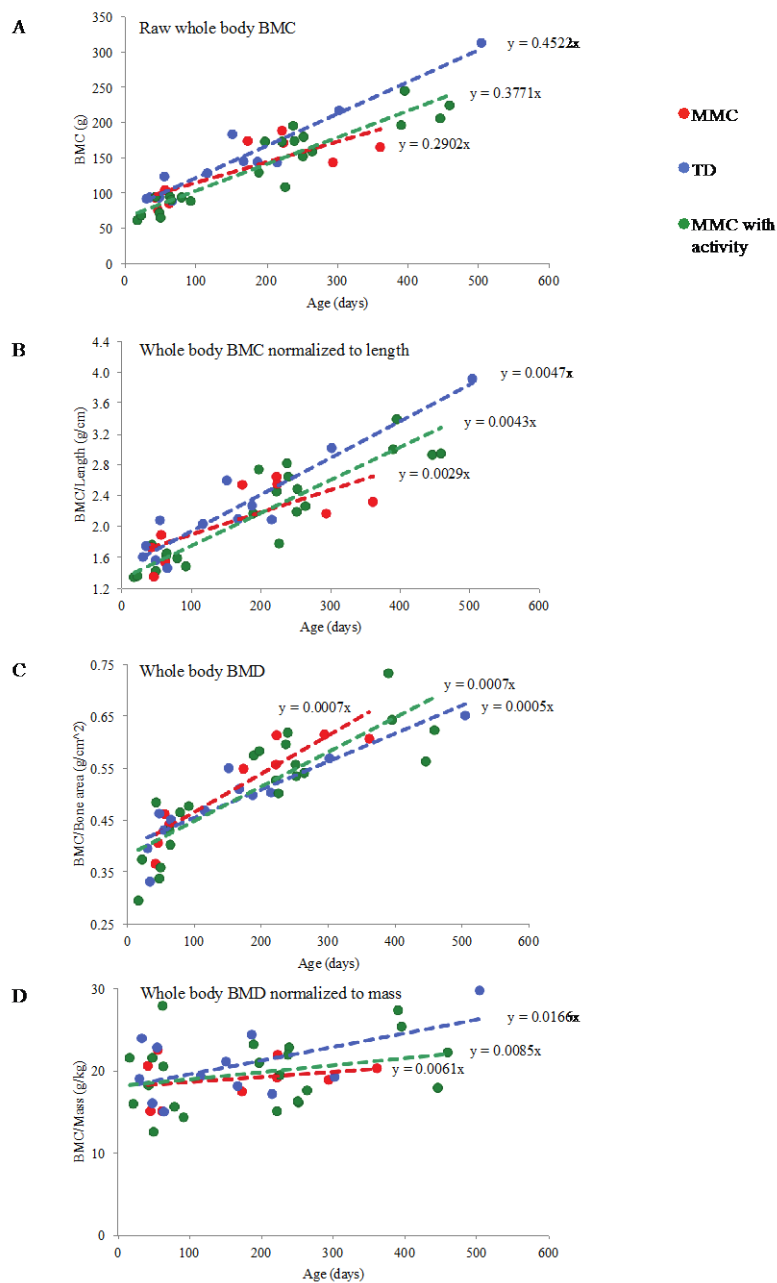 A
Raw whole body BMC
350
300
250
200
150
100
50
0
BMC (g)
0 100 200 300 400 500 600
Age (days)
y = 0.4522x
y = 0.3771x
y = 0.2902x
MMC
TD
MMC with
activity
B
Whole body BMC normalized to length
4.4
4.0
3.6
3.2
2.8
2.4
2.0
1.6
1.2
BMC/Length (g/cm)
0 100 200 300 400 500 600
Age (days)
y = 0.0047x
y = 0.0043x
y = 0.0029x
C
Whole body BMD
0.75
0.65
0.55
0.45
0.35
0.25
BMC/Bone area (g/cm^2)
0 100 200 300 400 500 600
Age (days)
y = 0.0007x
y = 0.0007x
y = 0.0005x
D
Whole body BMD normalized to mass
30
20
10
0
BMC/Mass (g/kg)
0 100 200 300 400 500 600
Age (days)
y = 0.0166x
y = 0.0085x
y = 0.0061x